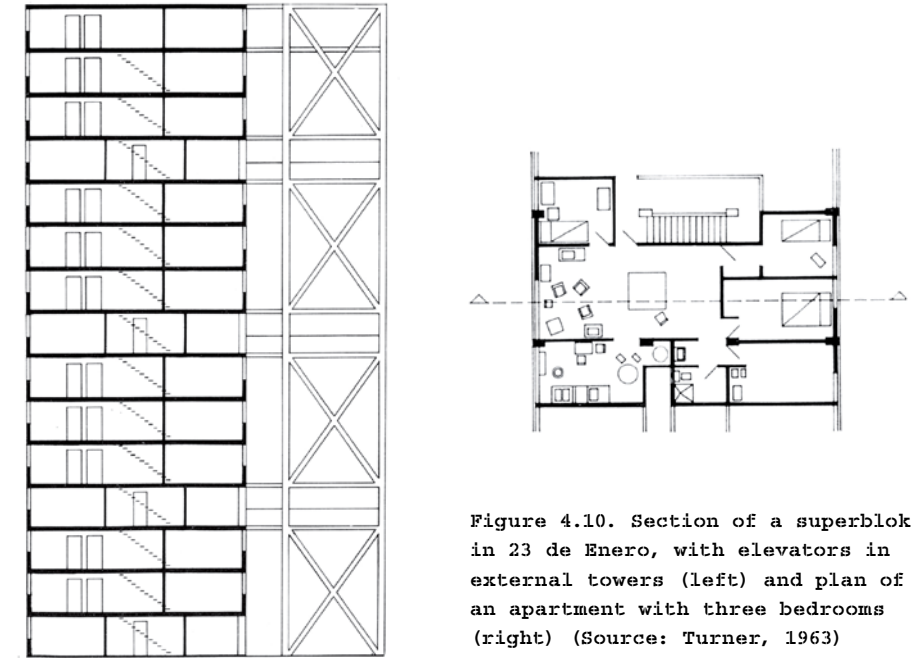 Figure 4.10. Section of a superblok
in 23 de Enero, with elevators in
external towers (left) and plan of
an apartment with three bedrooms
(right) (Source: Turner, 1963)